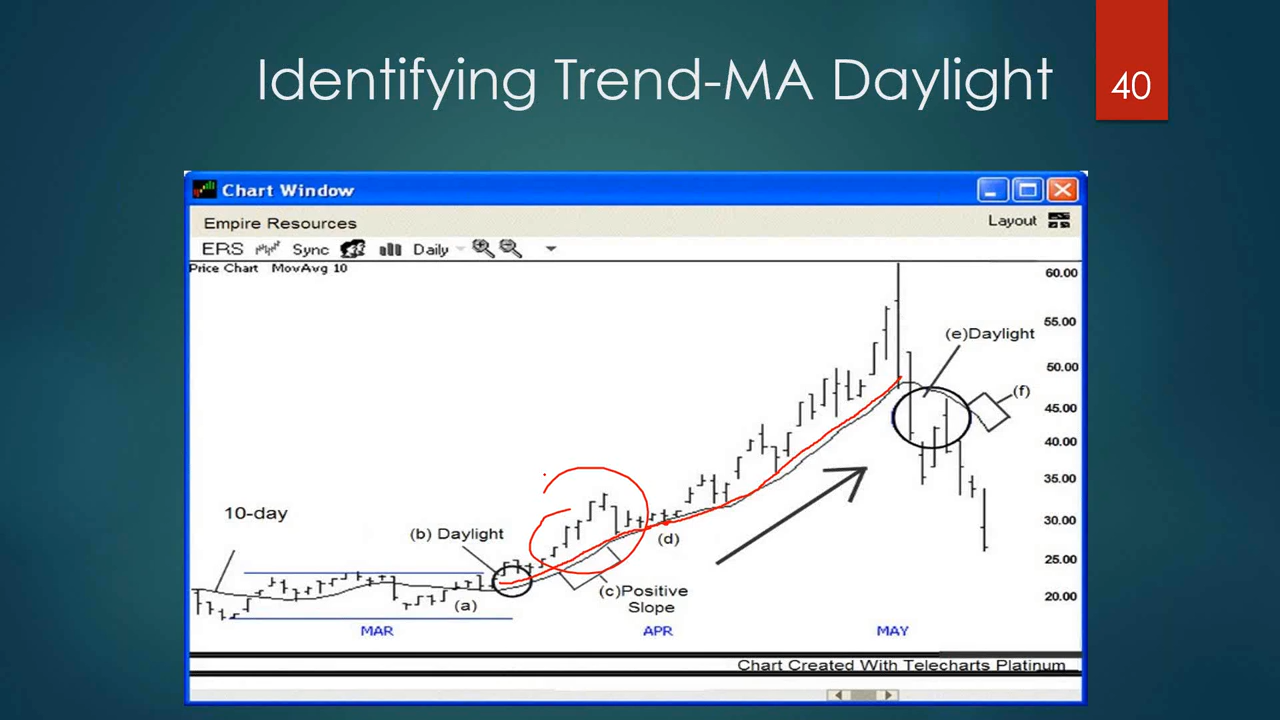 Identifying Trend-MA Daylight
40
Chart Window
Empire Resources
Layout
ERS
Sync
Daily
Price Chart MovAvg 10
60.00
(e)Daylight
55.00
50.00
(f)
45.00
40.00
35.00
10-day
30.00
(b) Daylight
(d)
25.00
(c)Positive
Slope
20.00
(a)
MAR
APR
MAY
Chart Created With Telecharts Platinum